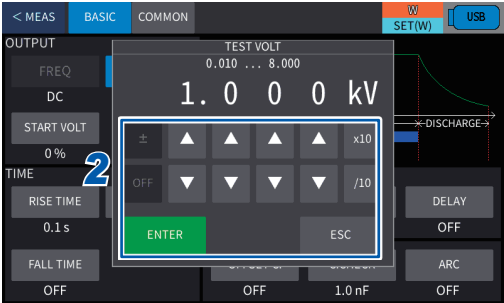 < MEAS BASIC COMMON W SET(W) USB
OUTPUT
TEST VOLT
0.010 ... 8.000
1. 0 0 0 kV
FREQ
DC
START VOLT
0 %
± x10
OFF /10
ENTER ESC
2
DISCHARGE
TIME
RISE TIME
0.1 s
DELAY
OFF
FALL TIME
OFF
OFF
1.0 nF
ARC
OFF